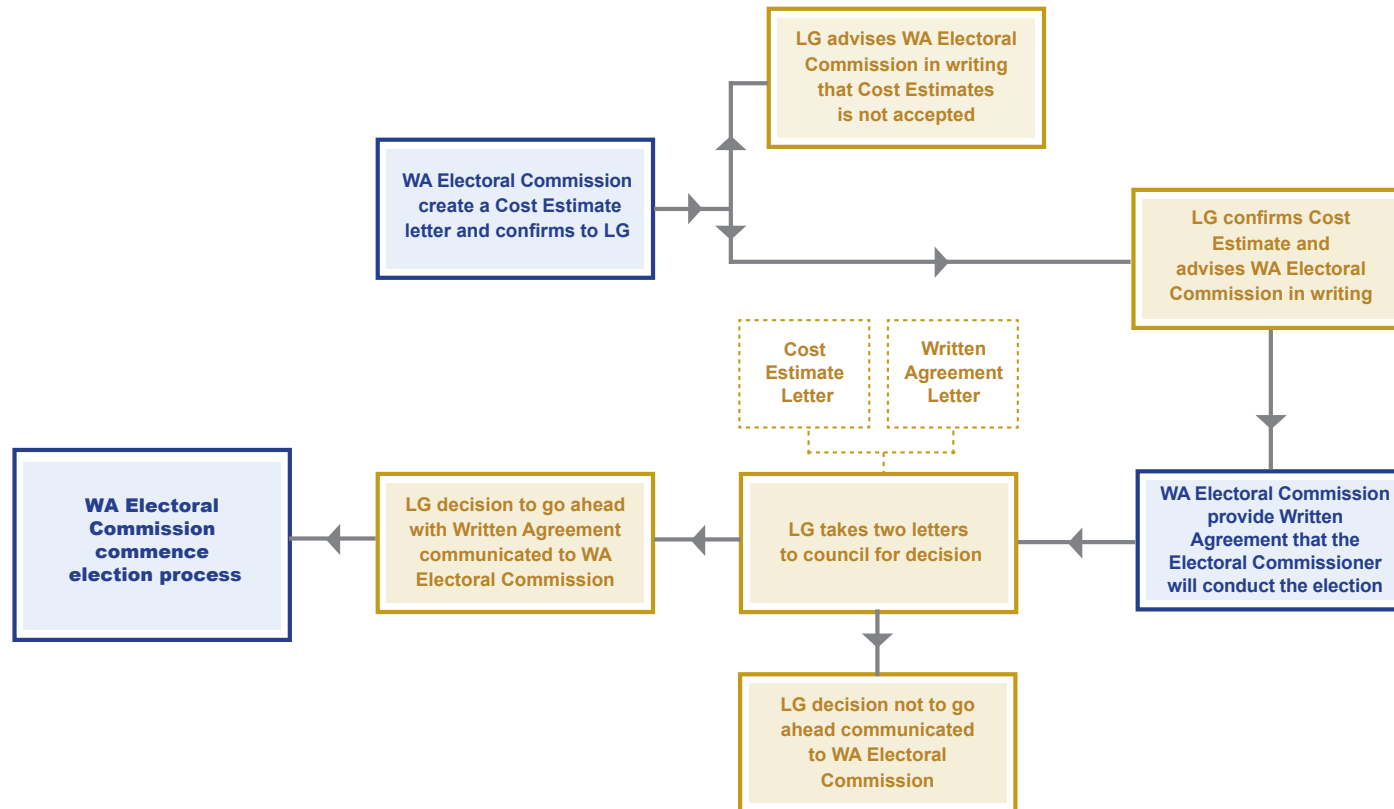 LG advises WA Electoral
Commission in writing
that Cost Estimates
is not accepted
WA Electoral Commission
create a Cost Estimate
letter and confirms to LG
LG confirms Cost
Estimate and
advises WA Electoral
Commission in writing
Cost
Estimate
Letter
Written
Agreement
Letter
WA Electoral
Commission
commence
election process
LG decision to go ahead
with Written Agreement
communicated to WA
Electoral Commission
LG takes two letters
to council for decision
WA Electoral Commission
provide Written
Agreement that the
Electoral Commissioner
will conduct the election
LG decision not to go
ahead communicated
to WA Electoral
Commission